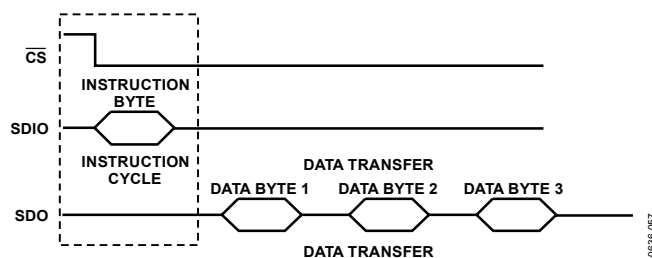 CS
INSTRUCTION
BYTE
SDIO
INSTRUCTION
CYCLE
DATA TRANSFER
DATA BYTE 1 DATA BYTE 2 DATA BYTE 3
SDO
DATA TRANSFER